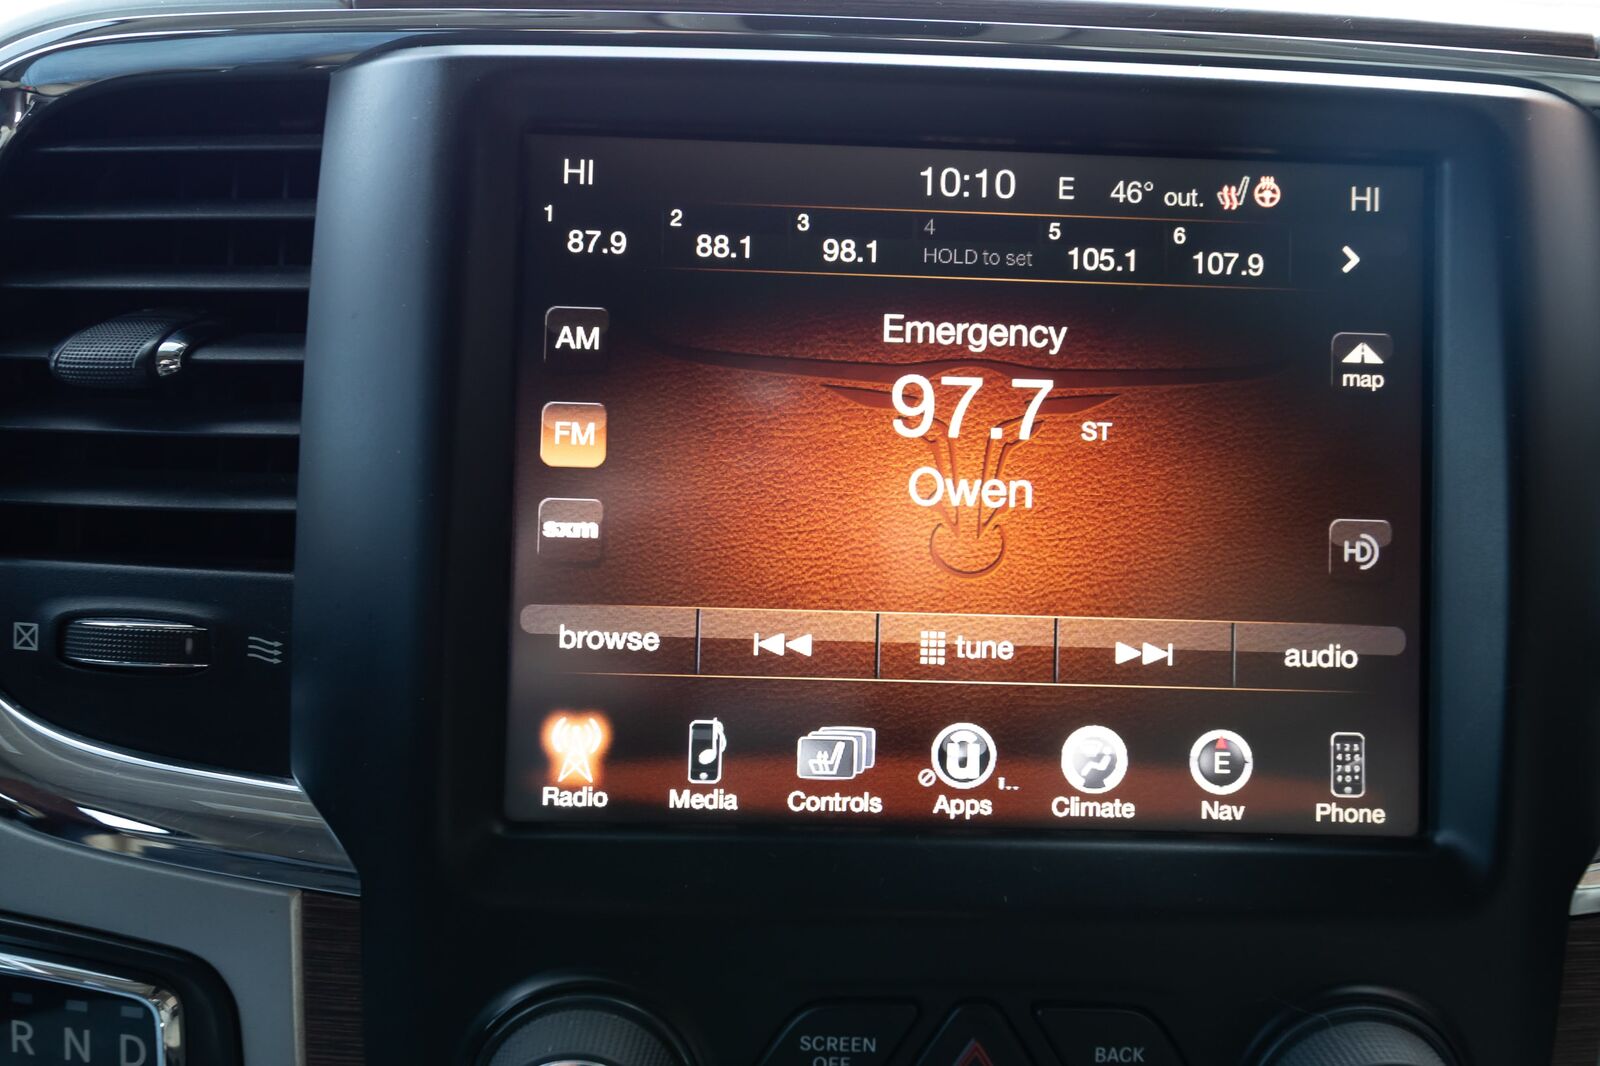 HI
10:10 E 46° out.
HI
1 87.9
2 88.1
3 98.1
4 HOLD to set
5 105.1
6 107.9
AM
Emergency
map
97.7 ST
FM
Owen
sxm
HD
browse
tune
audio
Radio
Media
Controls
Apps
i..
Climate
E
Nav
Phone
R N D
SCREEN
OFF
BACK